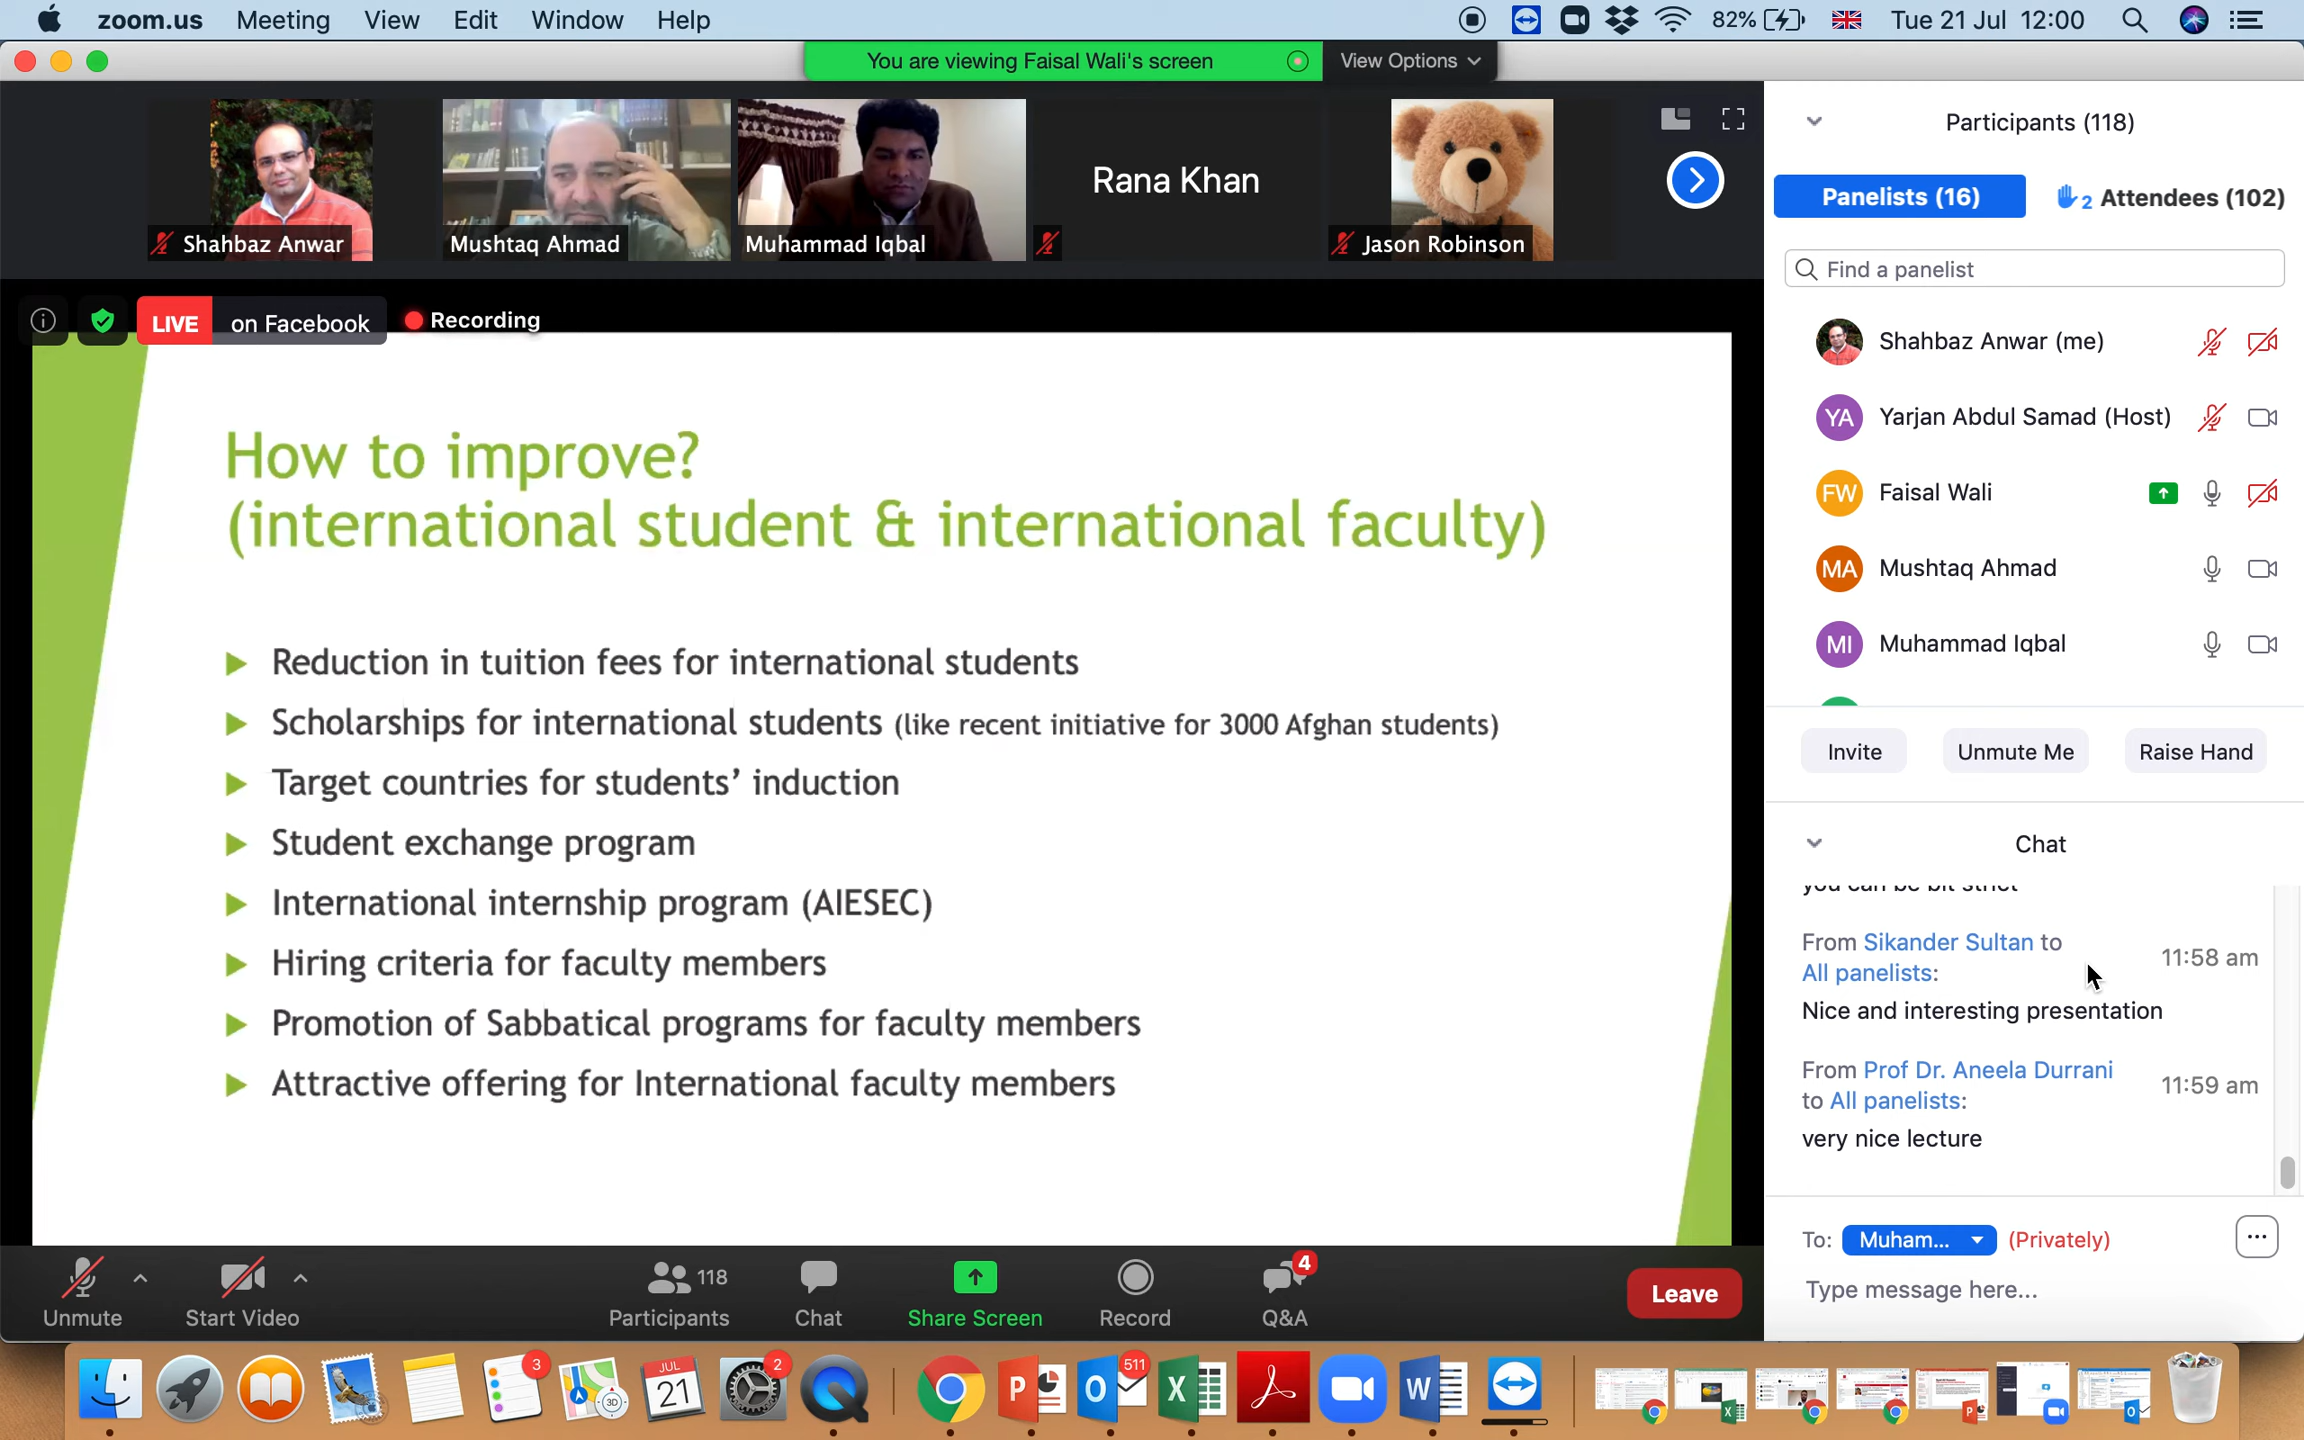 zoom.us Meeting View Edit Window Help
82% Tue 21 Jul 12:00
You are viewing Faisal Wali's screen
View Options
Shahbaz Anwar
Mushtaq Ahmad
Muhammad Iqbal
Rana Khan
Jason Robinson
LIVE on Facebook
Recording
How to improve?
(international student & international faculty)
Reduction in tuition fees for international students
Scholarships for international students (like recent initiative for 3000 Afghan students)
Target countries for students' induction
Student exchange program
International internship program (AIESEC)
Hiring criteria for faculty members
Promotion of Sabbatical programs for faculty members
Attractive offering for International faculty members
Participants (118)
Panelists (16)
2 Attendees (102)
Find a panelist
Shahbaz Anwar (me)
YA Yarjan Abdul Samad (Host)
FW Faisal Wali
MA Mushtaq Ahmad
MI Muhammad Iqbal
Invite
Unmute Me
Raise Hand
Chat
you can be bit strict
From Sikander Sultan to
All panelists:
11:58 am
Nice and interesting presentation
From Prof Dr. Aneela Durrani
to All panelists:
11:59 am
very nice lecture
To: Muham... (Privately)
Type message here...
Unmute
Start Video
118
Participants
Chat
Share Screen
Record
4
Q&A
Leave
3
3D
JUL
21
2
P
511
O
X
W